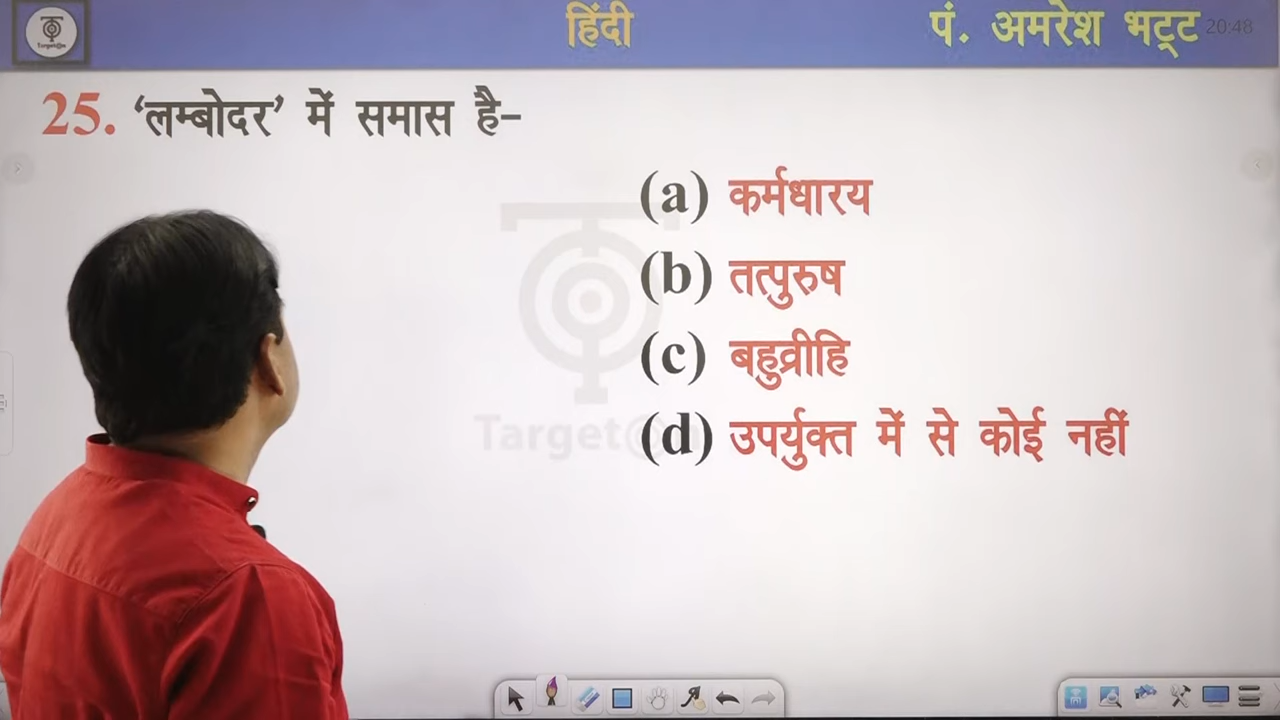 Target@n
हिंदी
पं. अमरेश भट्ट
20:48
25. ‘लम्बोदर’ में समास है–
(a) कर्मधारय
(b) तत्पुरुष
(c) बहुव्रीहि
(d) उपर्युक्त में से कोई नहीं